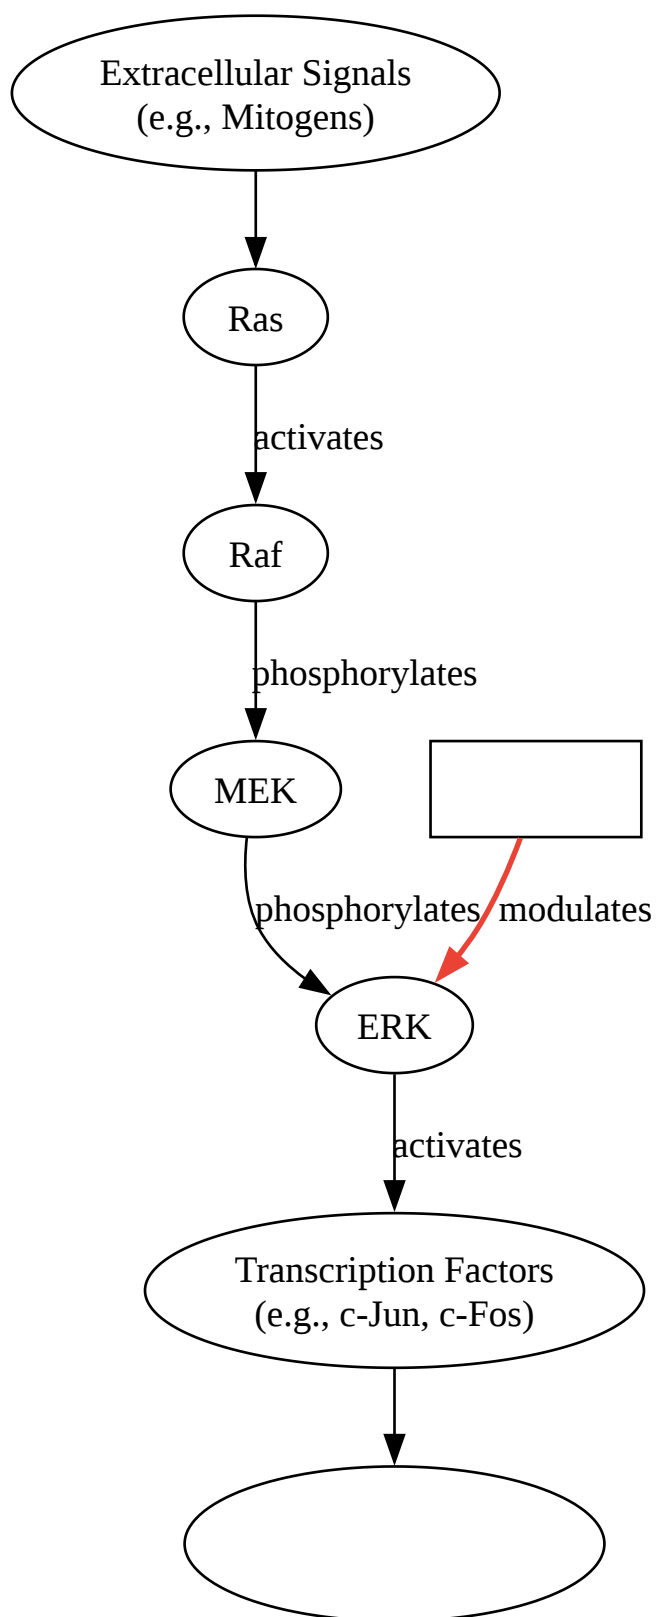 Extracellular Signals
(e.g., Mitogens)
Ras
activates
Raf
phosphorylates
MEK
phosphorylates
modulates
ERK
activates
Transcription Factors
(e.g., c-Jun, c-Fos)